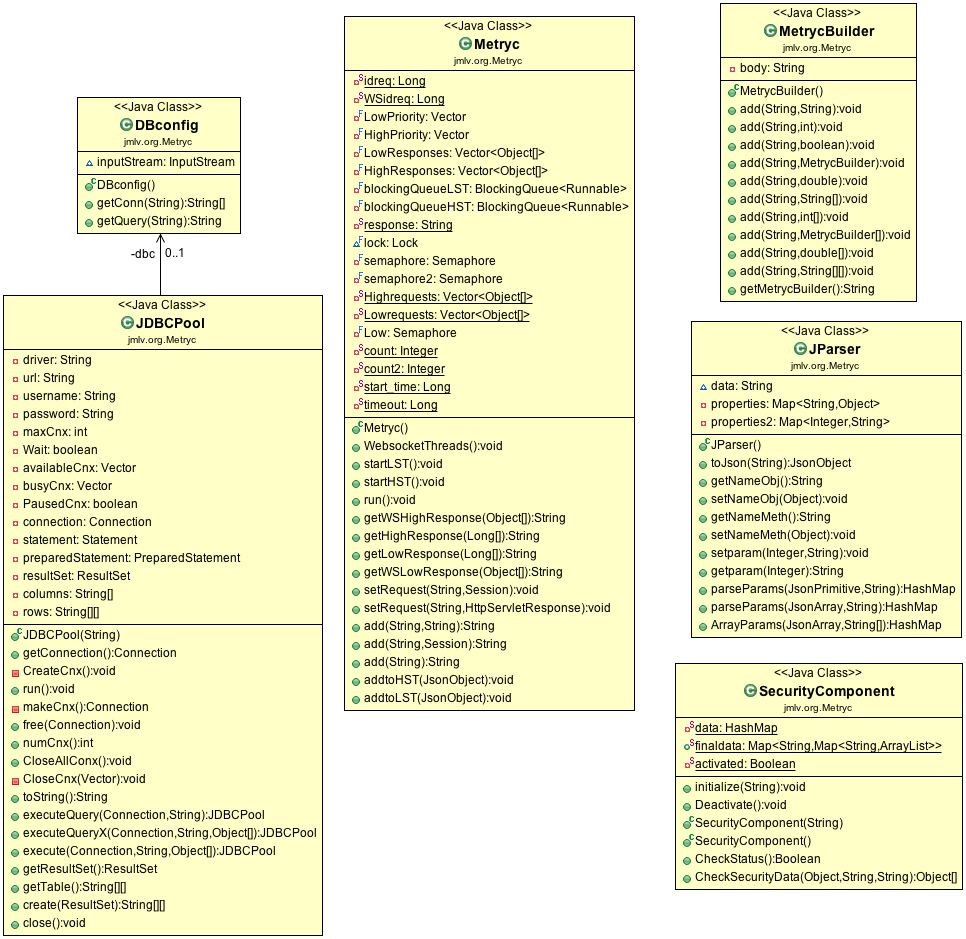 <<Java Class>>
DBconfig
jmlv.org.Metryc
inputStream: InputStream
DBconfig()
getConn(String):String[]
getQuery(String):String
-dbc
0..1
<<Java Class>>
JDBCPool
jmlv.org.Metryc
driver: String
url: String
username: String
password: String
maxCnx: int
Wait: boolean
availableCnx: Vector
busyCnx: Vector
PausedCnx: boolean
connection: Connection
statement: Statement
preparedStatement: PreparedStatement
resultSet: ResultSet
columns: String[]
rows: String[][]
JDBCPool(String)
getConnection():Connection
CreateCnx():void
run():void
makeCnx():Connection
free(Connection):void
numCnx():int
CloseAllConx():void
CloseCnx(Vector):void
toString():String
executeQuery(Connection,String):JDBCPool
executeQueryX(Connection,String,Object[]):JDBCPool
execute(Connection,String,Object[]):JDBCPool
getResultSet():ResultSet
getTable():String[][]
create(ResultSet):String[][]
close():void
<<Java Class>>
Metryc
jmlv.org.Metryc
idreq: Long
WSidreq: Long
LowPriority: Vector
HighPriority: Vector
LowResponses: Vector<Object[]>
HighResponses: Vector<Object[]>
blockingQueueLST: BlockingQueue<Runnable>
blockingQueueHST: BlockingQueue<Runnable>
response: String
lock: Lock
semaphore: Semaphore
semaphore2: Semaphore
Highrequests: Vector<Object[]>
Lowrequests: Vector<Object[]>
Low: Semaphore
count: Integer
count2: Integer
start_time: Long
timeout: Long
Metryc()
WebsocketThreads():void
startLST():void
startHST():void
run():void
getWSHighResponse(Object[]):String
getHighResponse(Long[]):String
getLowResponse(Long[]):String
getWSLowResponse(Object[]):String
setRequest(String,Session):void
setRequest(String,HttpServletResponse):void
add(String,String):String
add(String,Session):String
add(String):String
addtoHST(JsonObject):void
addtoLST(JsonObject):void
<<Java Class>>
MetrycBuilder
jmlv.org.Metryc
body: String
MetrycBuilder()
add(String,String):void
add(String,int):void
add(String,boolean):void
add(String,MetrycBuilder):void
add(String,double):void
add(String,String[]):void
add(String,int[]):void
add(String,MetrycBuilder[]):void
add(String,double[]):void
add(String,String[][]):void
getMetrycBuilder():String
<<Java Class>>
JParser
jmlv.org.Metryc
data: String
properties: Map<String,Object>
properties2: Map<Integer,String>
JParser()
toJson(String):JsonObject
getNameObj():String
setNameObj(Object):void
getNameMeth():String
setNameMeth(Object):void
setparam(Integer,String):void
getparam(Integer):String
parseParams(JsonPrimitive,String):HashMap
parseParams(JsonArray,String):HashMap
ArrayParams(JsonArray,String[]):HashMap
<<Java Class>>
SecurityComponent
jmlv.org.Metryc
data: HashMap
finaldata: Map<String,Map<String,ArrayList>>
activated: Boolean
initialize(String):void
Deactivate():void
SecurityComponent(String)
SecurityComponent()
CheckStatus():Boolean
CheckSecurityData(Object,String,String):Object[]